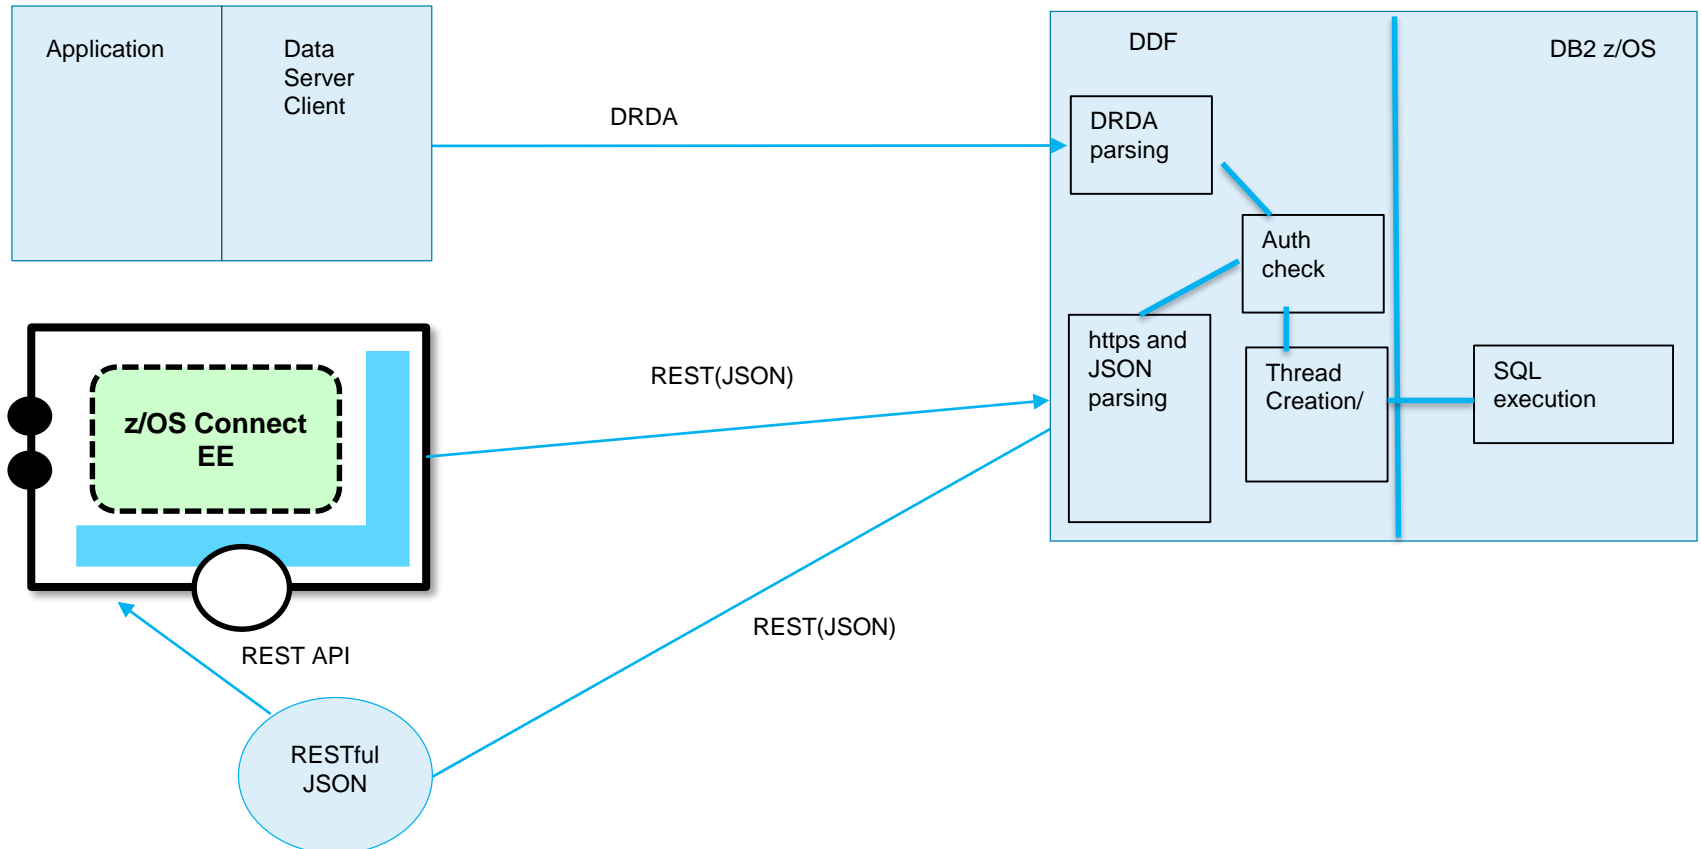 Application
Data
Server
Client
DRDA
DDF
DB2 z/OS
DRDA
parsing
Auth
check
https and
JSON
parsing
Thread
Creation/
SQL
execution
z/OS Connect
EE
REST(JSON)
REST(JSON)
REST API
RESTful
JSON